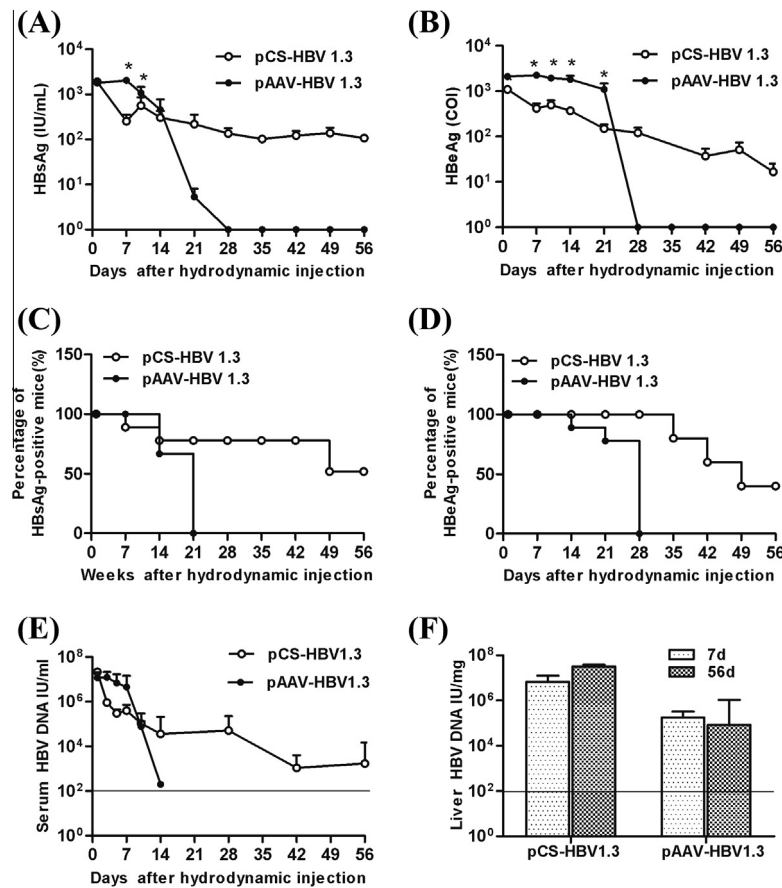 (A)
HBsAg (IU/mL)
10⁴
10³
10²
10¹
10⁰
* *
pCS-HBV 1.3
pAAV-HBV 1.3
0 7 14 21 28 35 42 49 56
Days after hydrodynamic injection
(B)
HBeAg (COI)
10⁴
10³
10²
10¹
10⁰
* * * *
pCS-HBV 1.3
pAAV-HBV 1.3
0 7 14 21 28 35 42 49 56
Days after hydrodynamic injection
(C)
Percentage of
HBsAg-positive mice(%)
150
100
50
0
pCS-HBV 1.3
pAAV-HBV 1.3
0 7 14 21 28 35 42 49 56
Weeks after hydrodynamic injection
(D)
Percentage of
HBeAg-positive mice(%)
150
100
50
0
pCS-HBV 1.3
pAAV-HBV 1.3
0 7 14 21 28 35 42 49 56
Days after hydrodynamic injection
(E)
Serum HBV DNA IU/ml
10⁸
10⁶
10⁴
10²
10⁰
pCS-HBV1.3
pAAV-HBV1.3
0 7 14 21 28 35 42 49 56
Days after hydrodynamic injection
(F)
Liver HBV DNA IU/mg
10⁸
10⁶
10⁴
10²
10⁰
7d
56d
pCS-HBV1.3 pAAV-HBV1.3